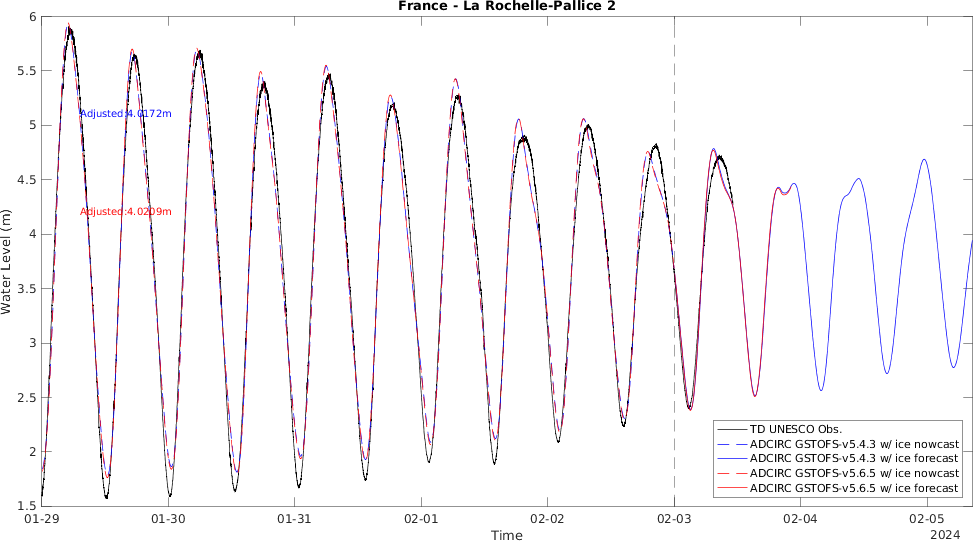 France - La Rochelle-Pallice 2
6
5.5
5
4.5
4
3.5
3
2.5
2
1.5
Water Level (m)
Adjusted:4.0172m
Adjusted:4.0209m
TD UNESCO Obs.
ADCIRC GSTOFS-v5.4.3 w/ ice nowcast
ADCIRC GSTOFS-v5.4.3 w/ ice forecast
ADCIRC GSTOFS-v5.6.5 w/ ice nowcast
ADCIRC GSTOFS-v5.6.5 w/ ice forecast
01-29 01-30 01-31 02-01 02-02 02-03 02-04 02-05
Time
2024